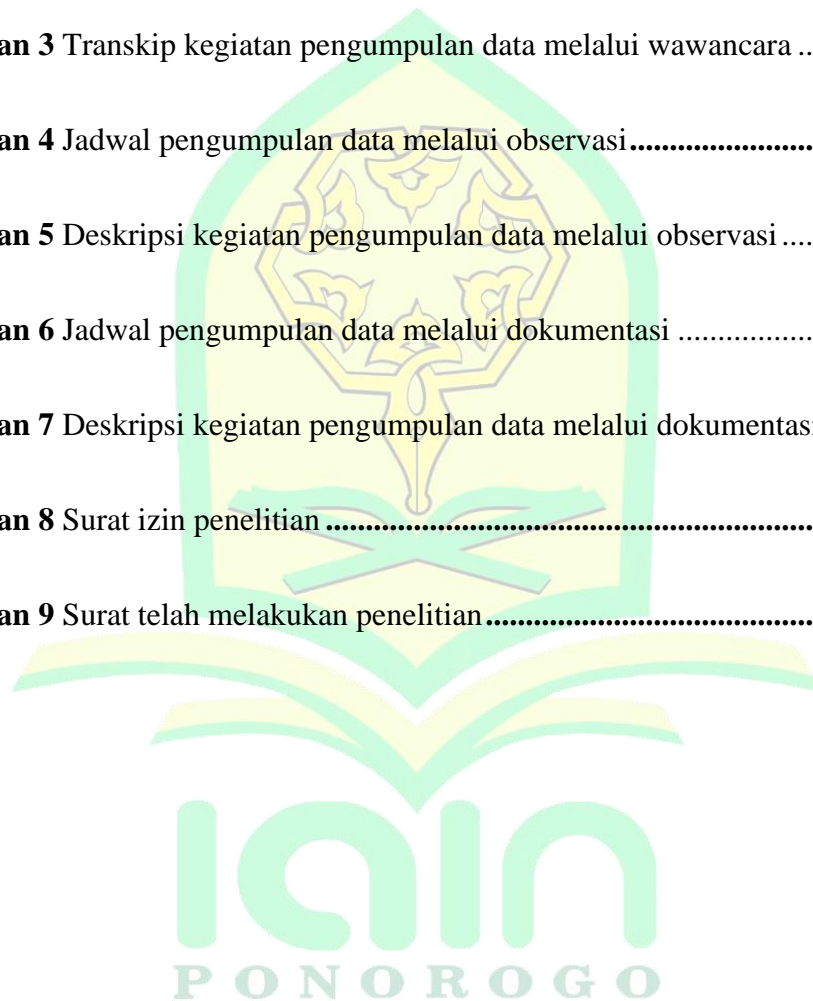 an 3 Transkip kegiatan pengumpulan data melalui wawancara ..
an 4 Jadwal pengumpulan data melalui observasi.......................
an 5 Deskripsi kegiatan pengumpulan data melalui observasi ....
an 6 Jadwal pengumpulan data melalui dokumentasi .................
an 7 Deskripsi kegiatan pengumpulan data melalui dokumentasi
an 8 Surat izin penelitian ............................................................
an 9 Surat telah melakukan penelitian ........................................
iain
PONOROGO